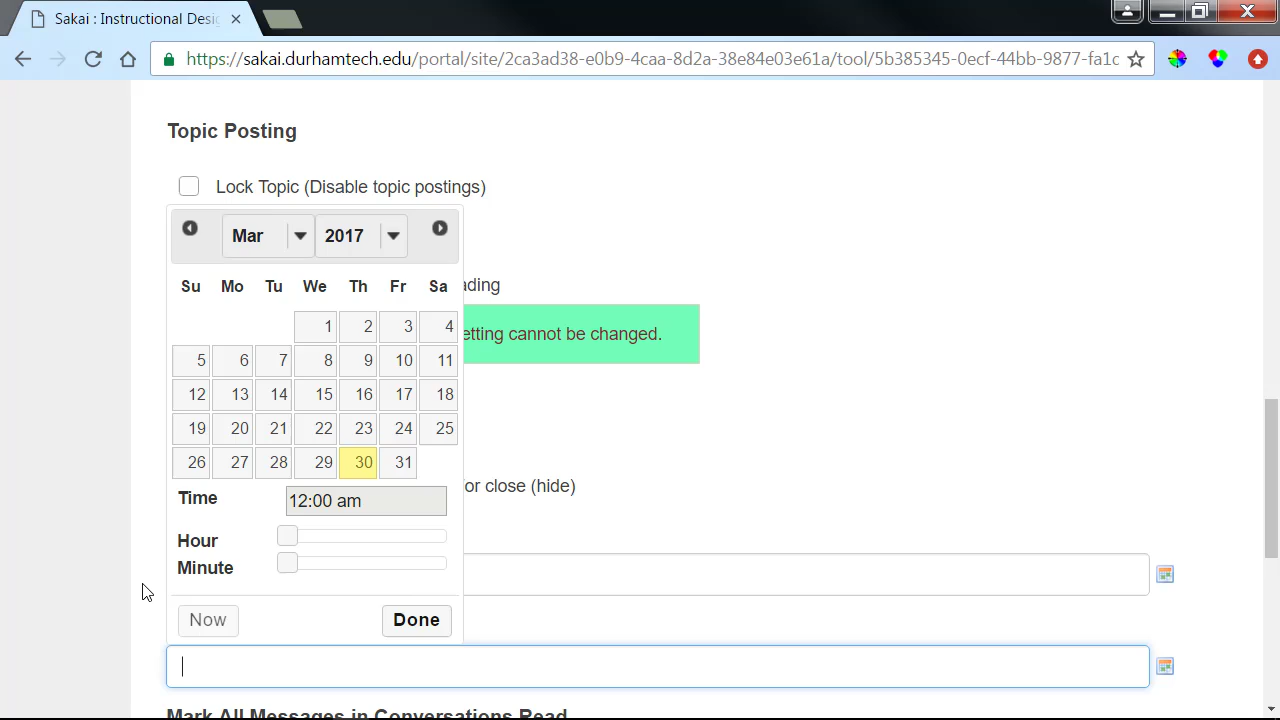 Sakai : Instructional Desig
https://sakai.durhamtech.edu/portal/site/2ce3ad38-e0b9-4caa-8d2a-38e84e02e61a/tool/5b385345-0ecf-44bb-9877-fa1c
Topic Posting
Lock Topic (Disable topic postings)
Mar 2017
ading
Su Mo Tu We Th Fr Sa
1 2 3 4
etting cannot be changed.
5 6 7 8 9 10 11
12 13 14 15 16 17 18
19 20 21 22 23 24 25
26 27 28 29 30 31
or close (hide)
Time 12:00 am
Hour
Minute
Now Done
Mark All Messages in Conversations Read